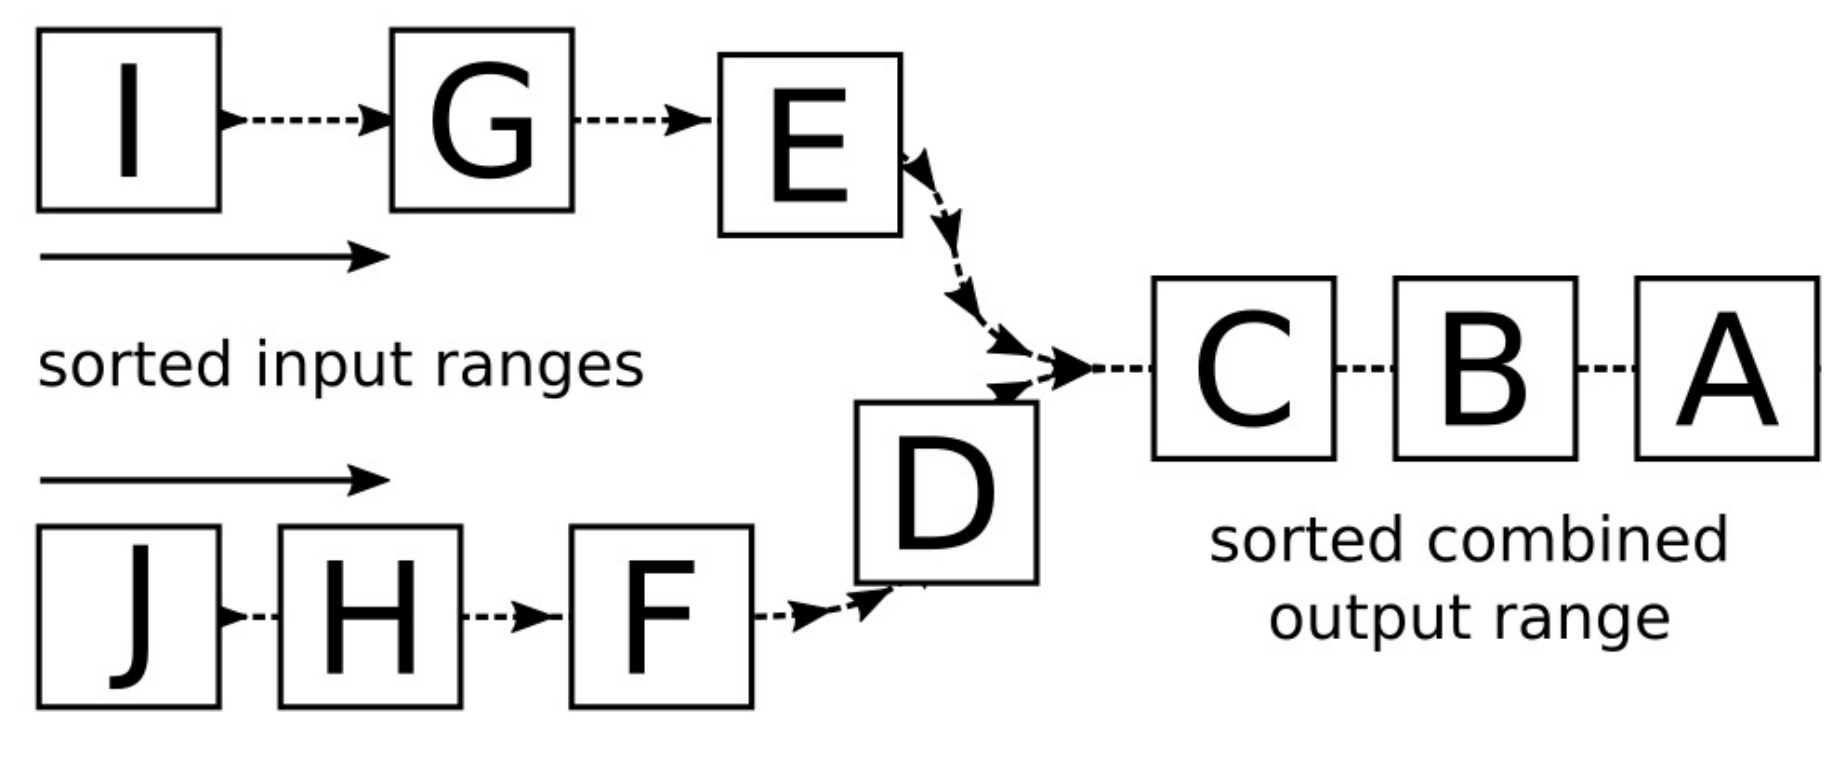 I G E
sorted input ranges
C B A
D
J H F
sorted combined
output range